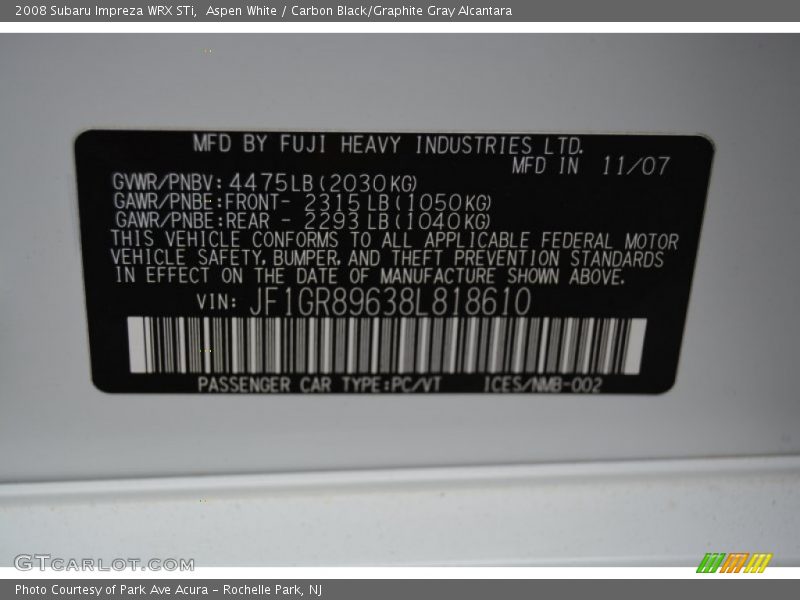 2008 Subaru Impreza WRX STi,  Aspen White / Carbon Black/Graphite Gray Alcantara
MFD BY FUJI HEAVY INDUSTRIES LTD.
MFD IN 11/07
GVWR/PNBV: 4475LB (2030KG)
GAWR/PNBE:FRONT- 2315 LB (1050KG)
GAWR/PNBE:REAR - 2293 LB (1040KG)
THIS VEHICLE CONFORMS TO ALL APPLICABLE FEDERAL MOTOR
VEHICLE SAFETY, BUMPER, AND THEFT PREVENTION STANDARDS
IN EFFECT ON THE DATE OF MANUFACTURE SHOWN ABOVE.
VIN: JF1GR89638L818610
PASSENGER CAR TYPE:PC/VT ICES/NMB-002
GTCARLOT.COM
Photo Courtesy of Park Ave Acura - Rochelle Park, NJ